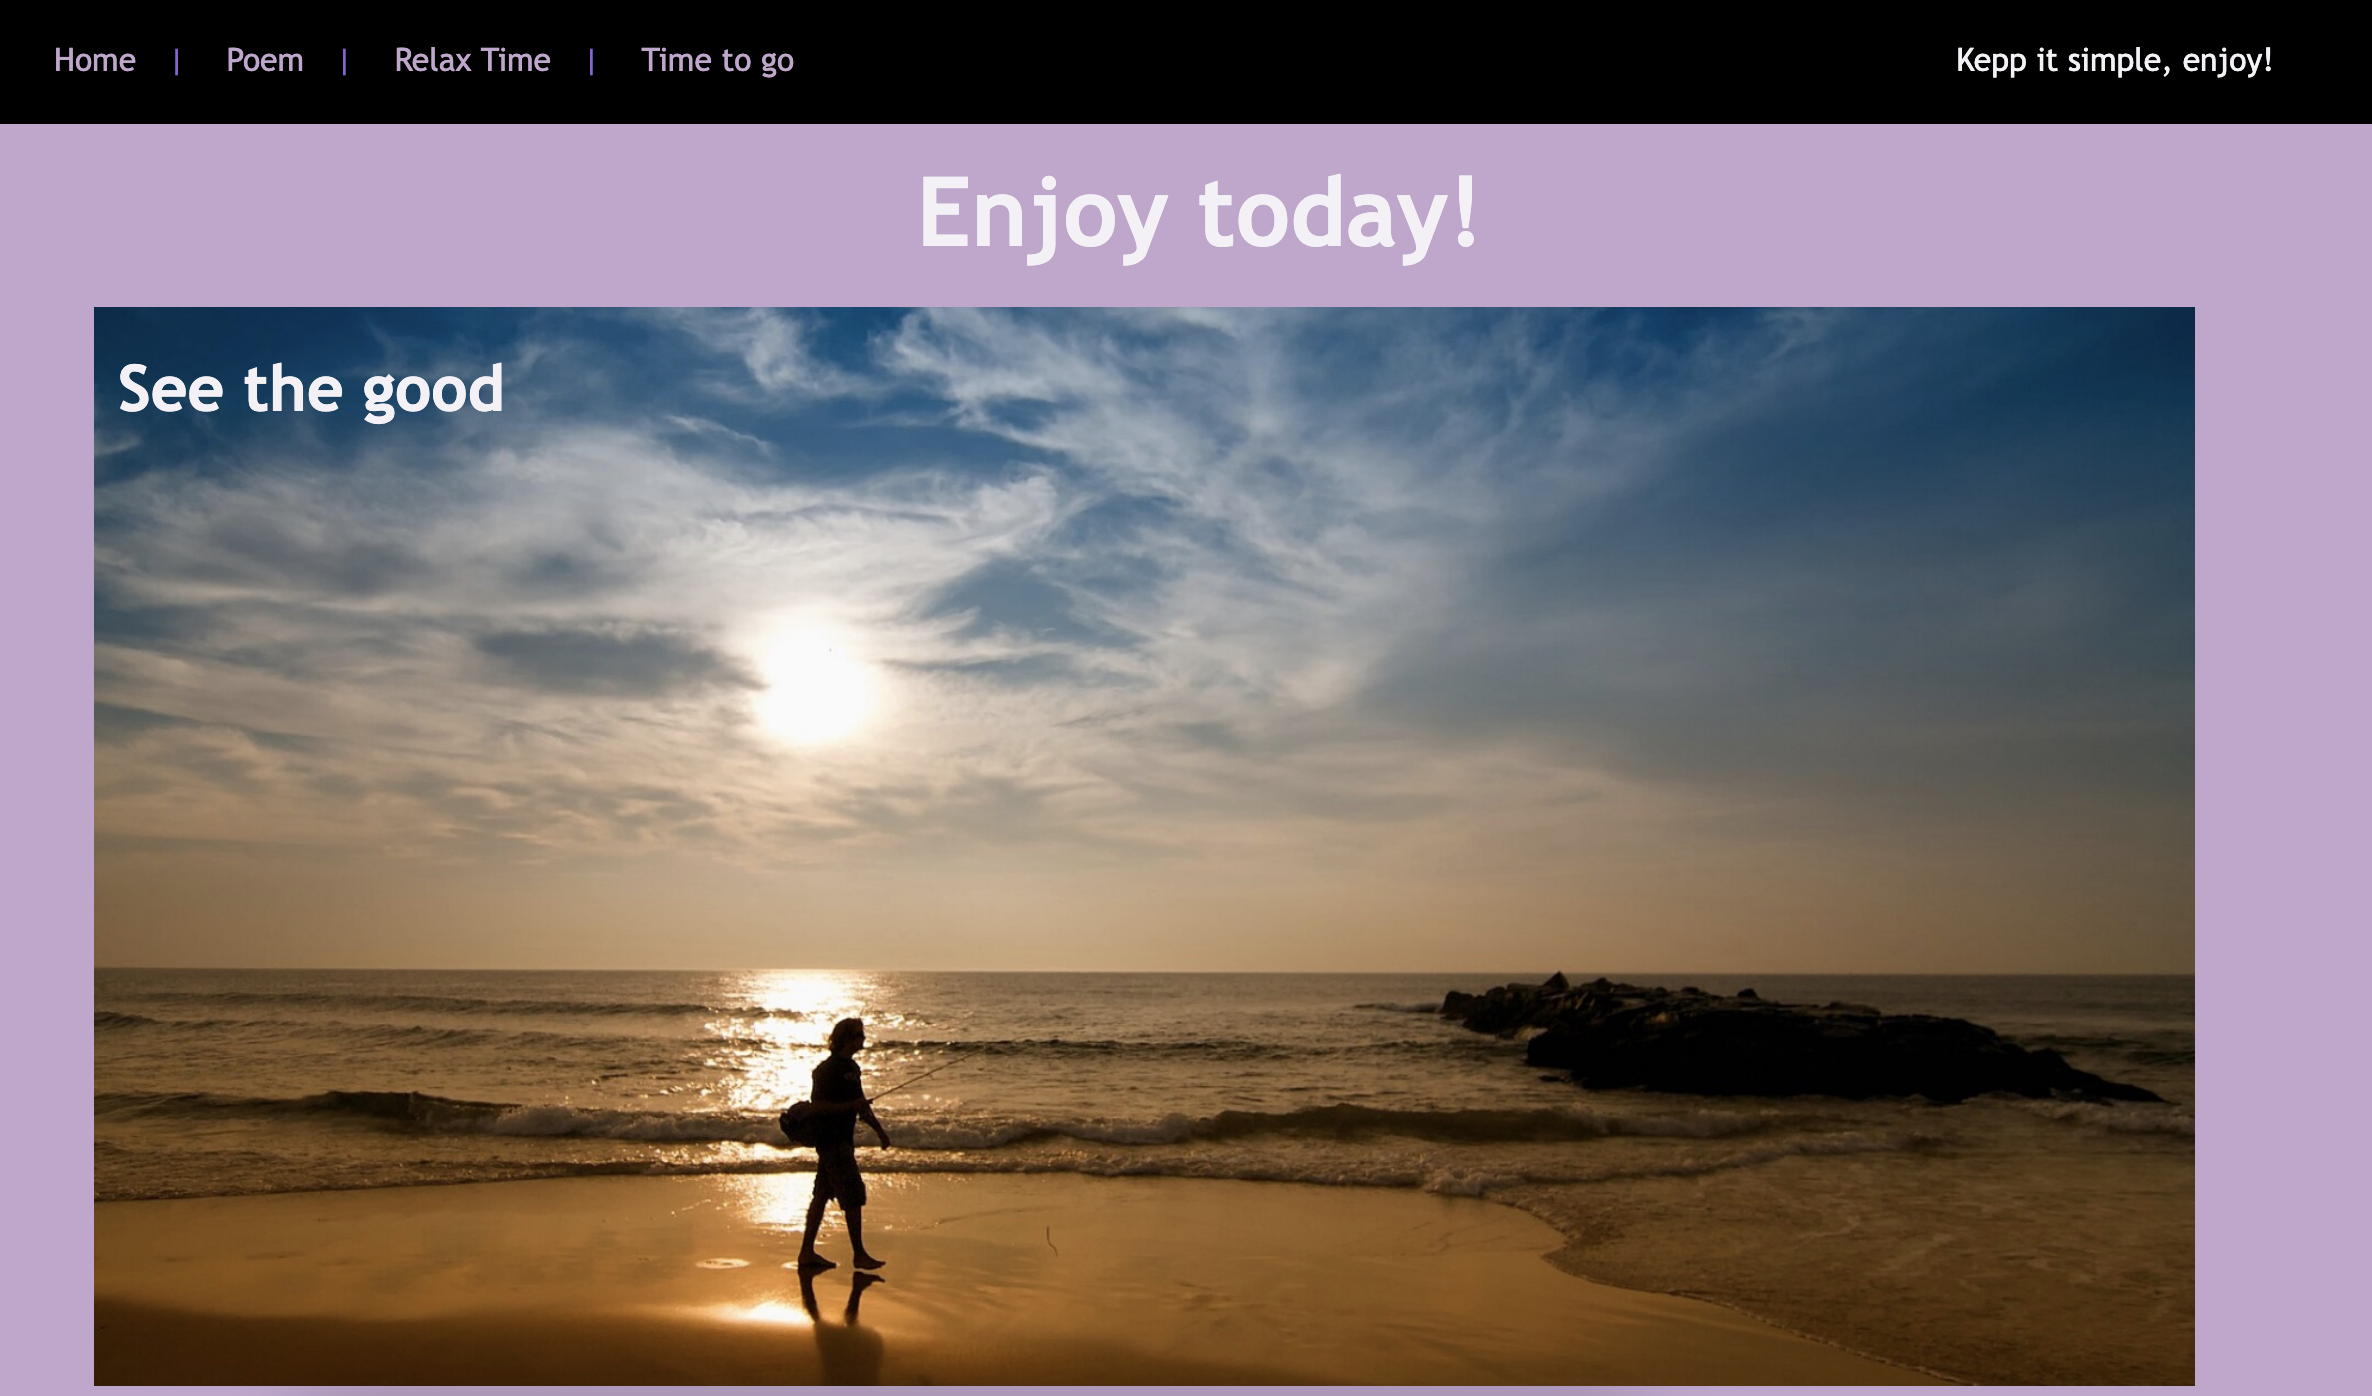 Home | Poem | Relax Time | Time to go Kepp it simple, enjoy!
Enjoy today!
See the good